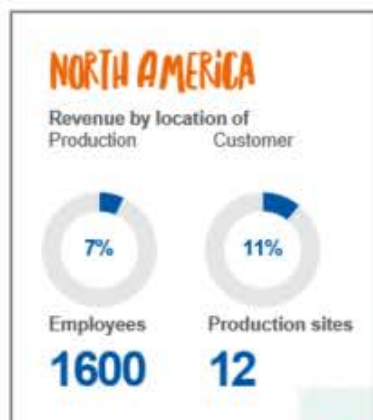 NORTH AMERICA
Revenue by location of
Production Customer
7% 11%
Employees Production sites
1600 12